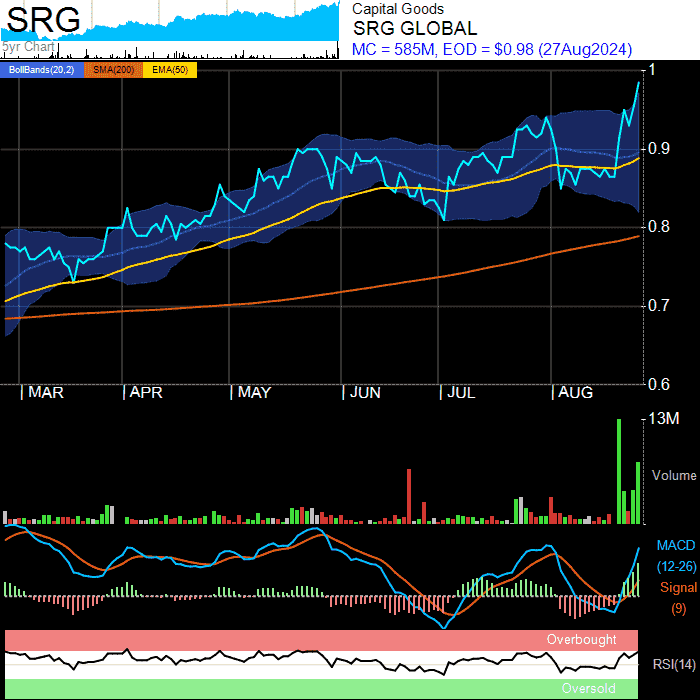 SRG
5yr Chart
Capital Goods
SRG GLOBAL
MC = 585M, EOD = $0.98 (27Aug2024)
BollBands(20,2) SMA(200) EMA(50)
1
0.9
0.8
0.7
0.6
MAR APR MAY JUN JUL AUG
13M
Volume
MACD
(12-26)
Signal
(9)
Overbought
RSI(14)
Oversold